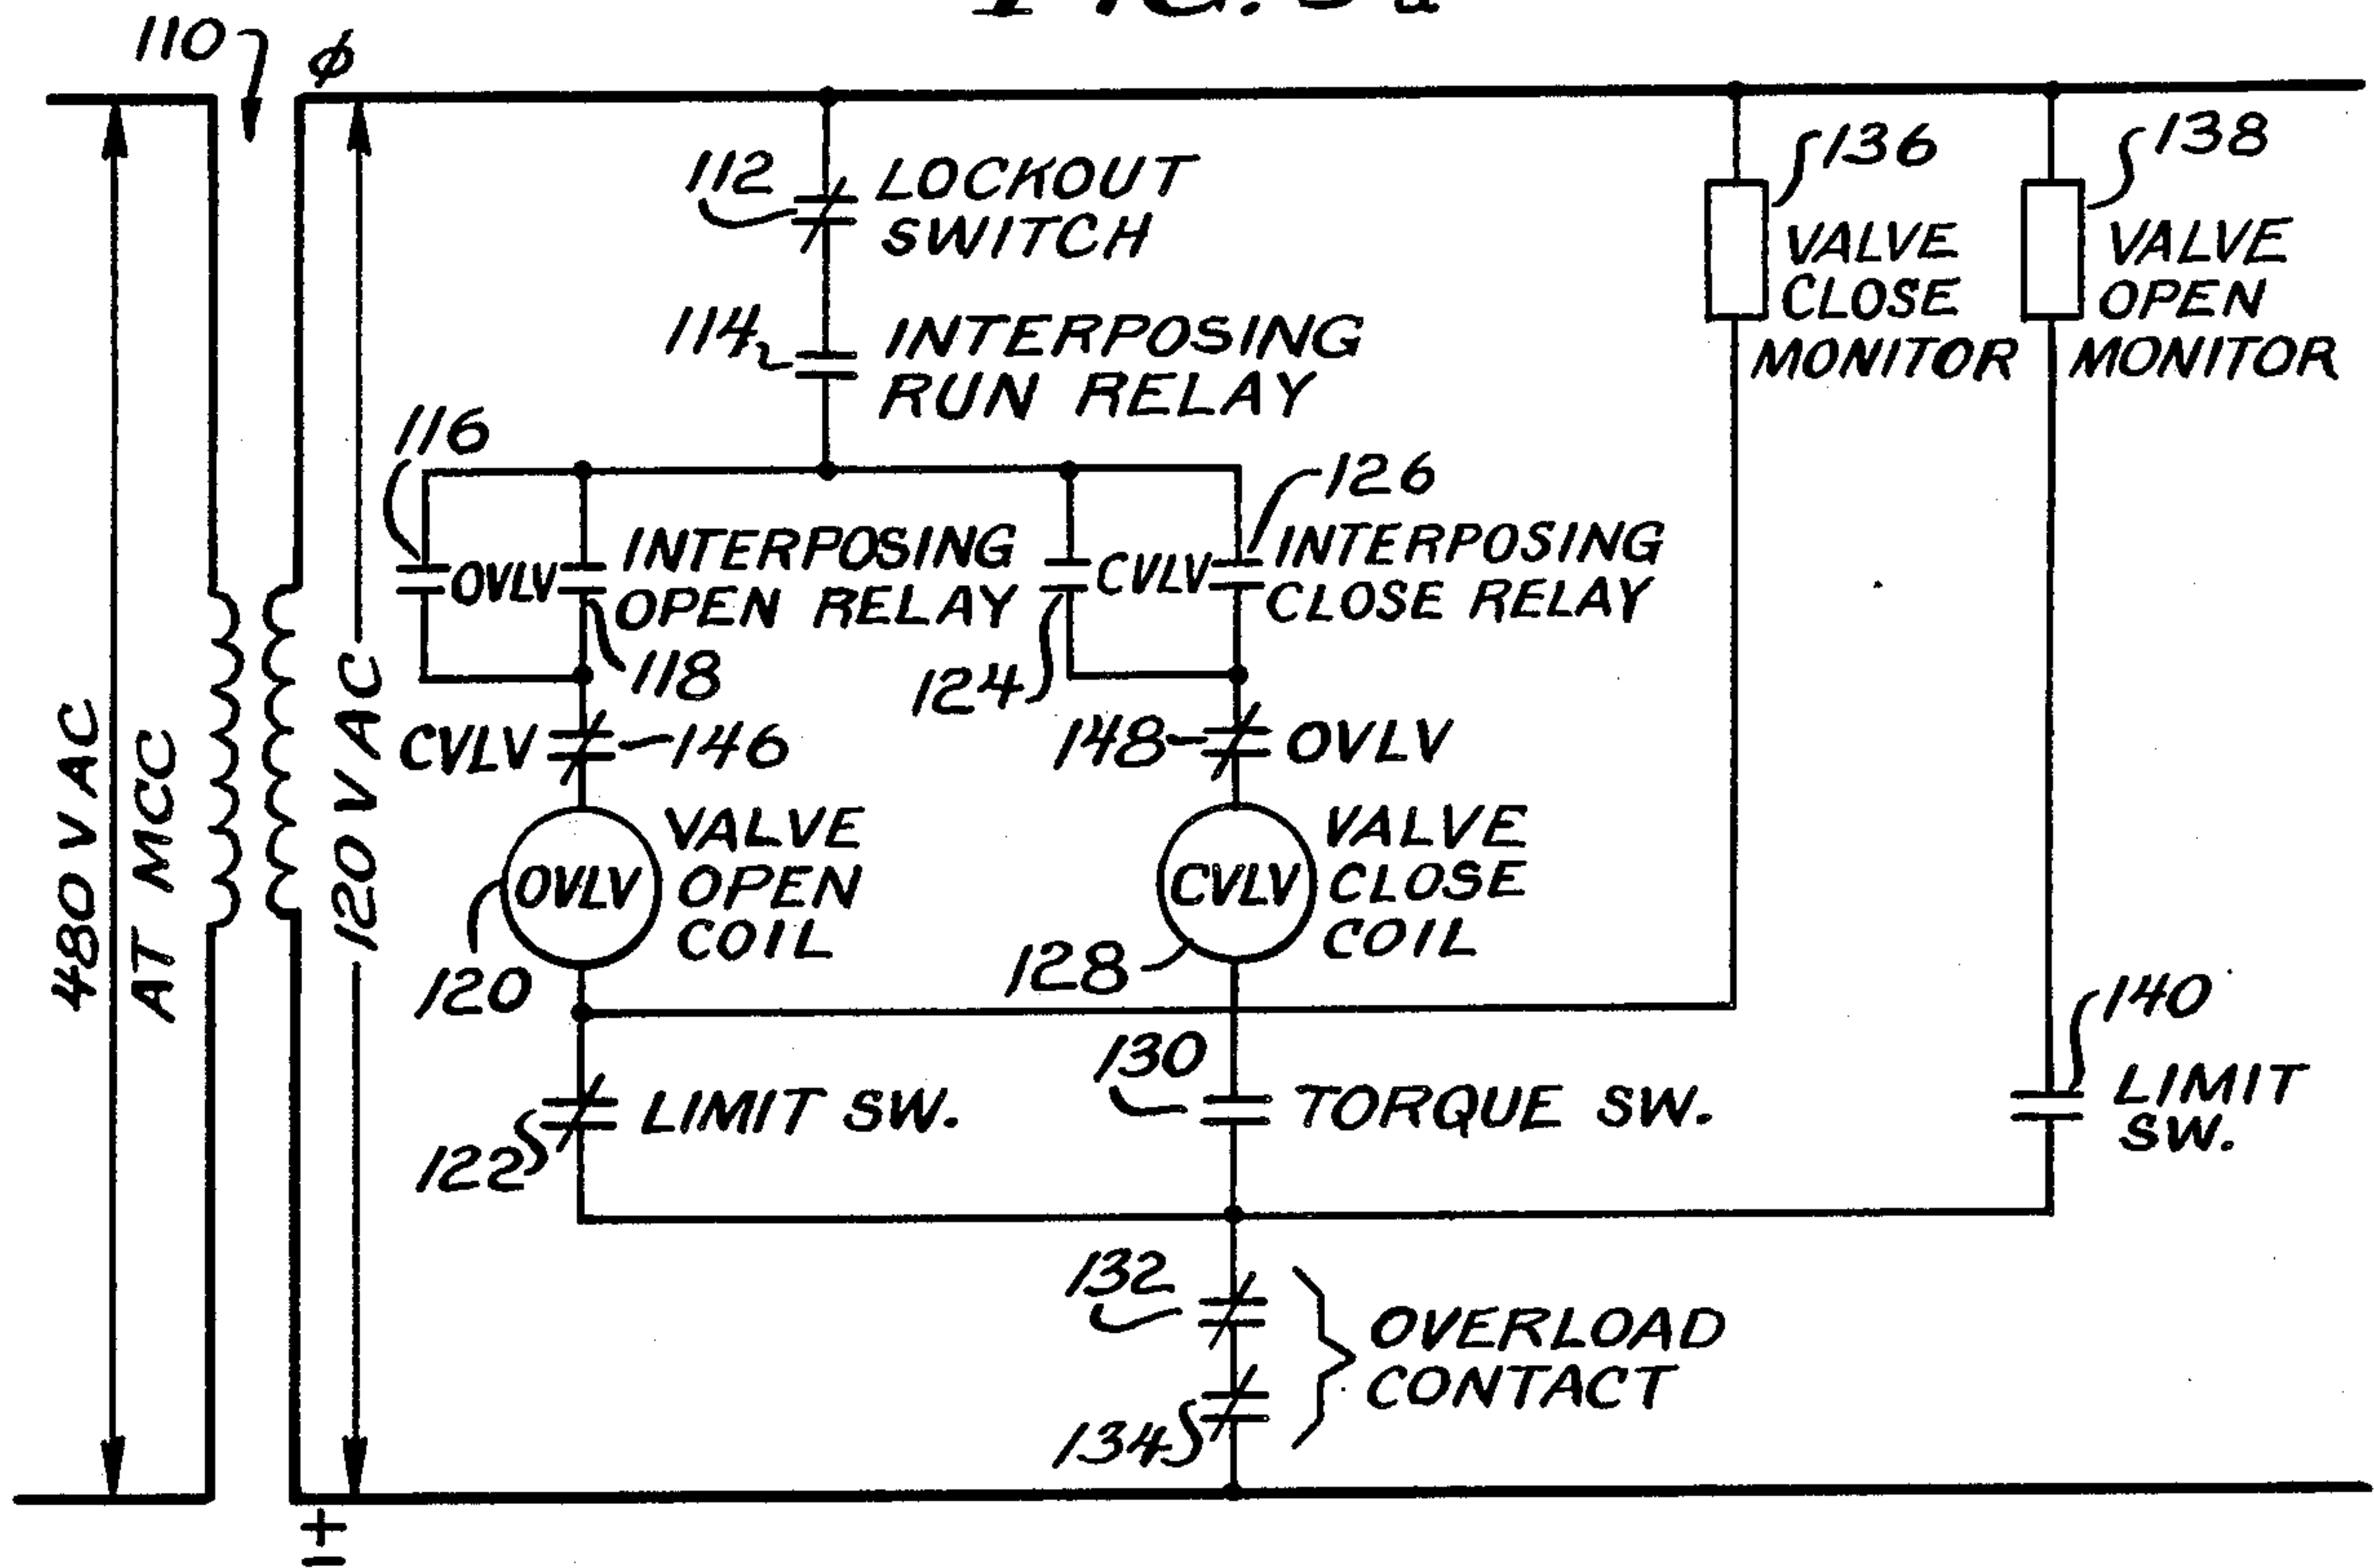 110
φ
480 V AC
AT MCC
120 V AC
112
LOCKOUT
SWITCH
114
INTERPOSING
RUN RELAY
136
VALVE
CLOSE
MONITOR
138
VALVE
OPEN
MONITOR
116
OVLV
INTERPOSING
OPEN RELAY
118
124
CVLV
126
INTERPOSING
CLOSE RELAY
CVLV
146
148
OVLV
OVLV
VALVE
OPEN
COIL
120
CVLV
VALVE
CLOSE
COIL
128
122
LIMIT SW.
130
TORQUE SW.
140
LIMIT
SW.
132
134
OVERLOAD
CONTACT